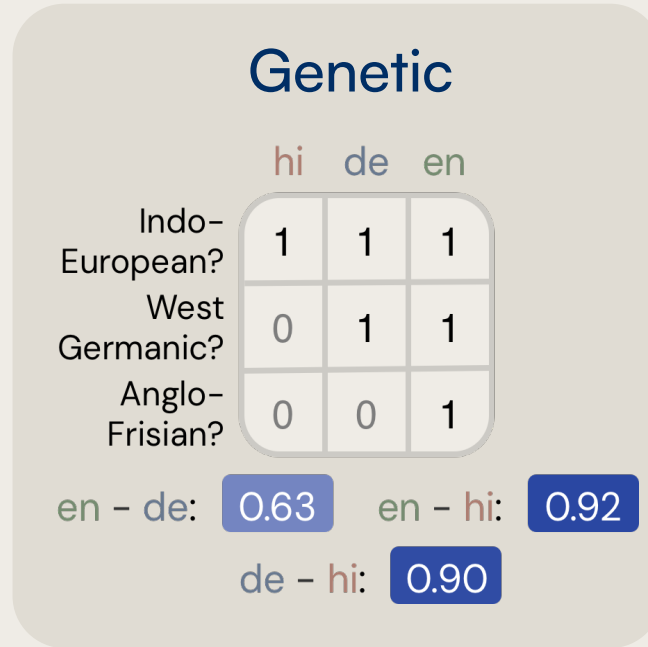 Genetic
hi de en
Indo-
European? 1 1 1
West
Germanic? 0 1 1
Anglo-
Frisian? 0 0 1
en - de: 0.63 en - hi: 0.92
de - hi: 0.90